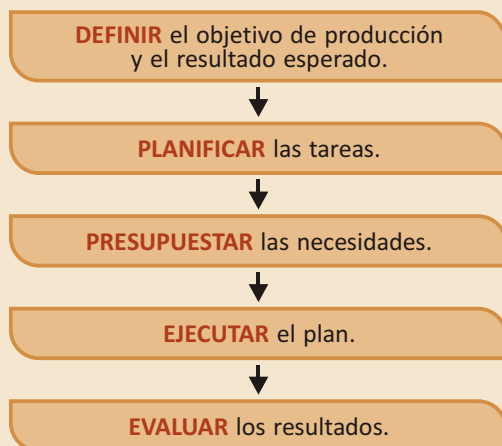 DEFINIR el objetivo de producción
y el resultado esperado.
PLANIFICAR las tareas.
PRESUPUESTAR las necesidades.
EJECUTAR el plan.
EVALUAR los resultados.